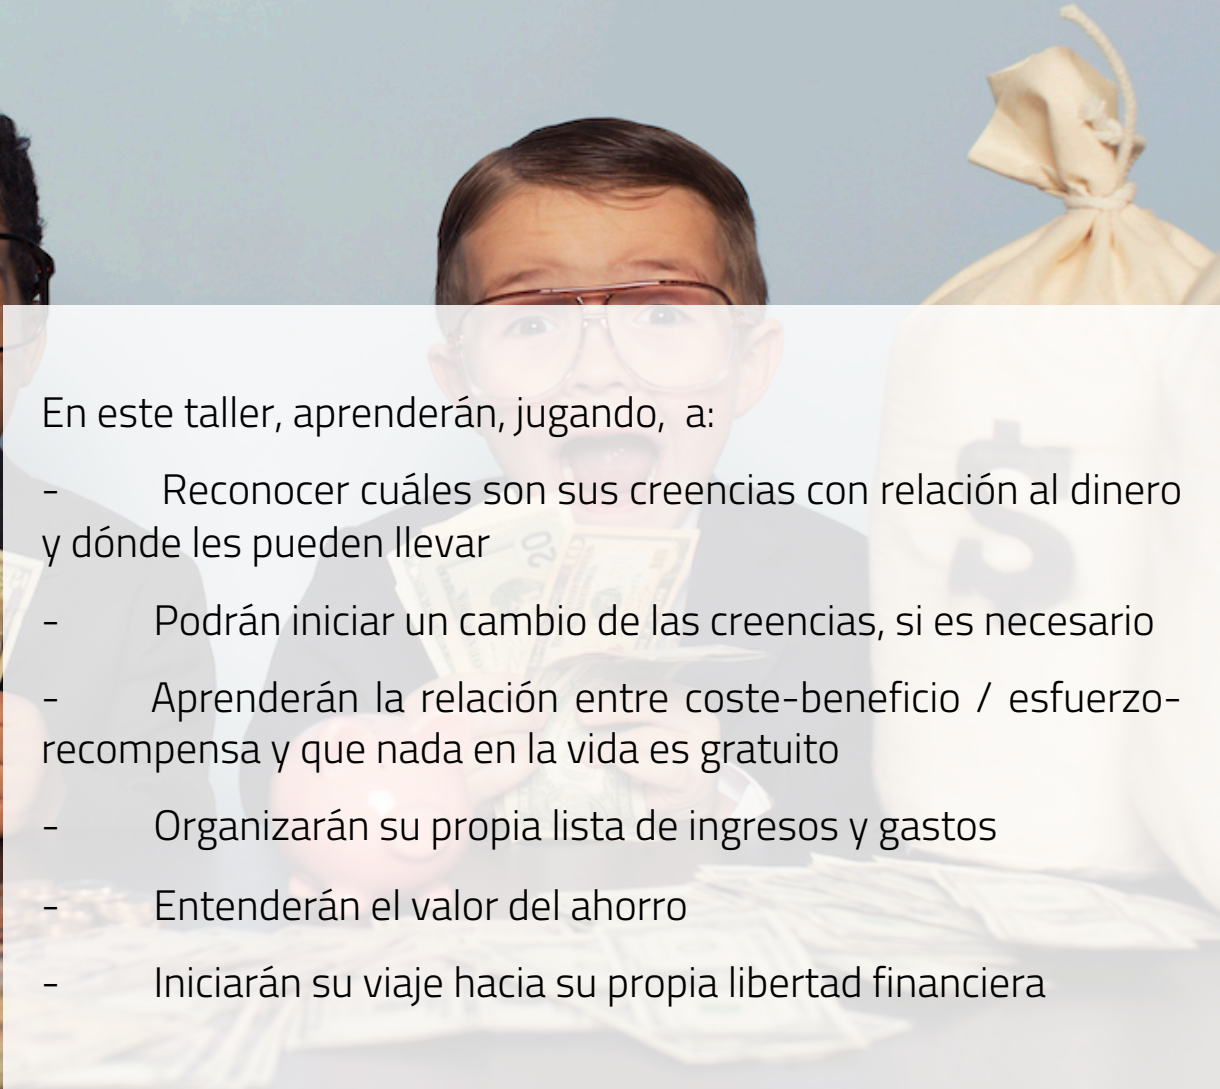 En este taller, aprenderán, jugando, a:
- Reconocer cuáles son sus creencias con relación al dinero
y dónde les pueden llevar
- Podrán iniciar un cambio de las creencias, si es necesario
- Aprenderán la relación entre coste-beneficio / esfuerzo-
recompensa y que nada en la vida es gratuito
- Organizarán su propia lista de ingresos y gastos
- Entenderán el valor del ahorro
- Iniciarán su viaje hacia su propia libertad financiera
$
20